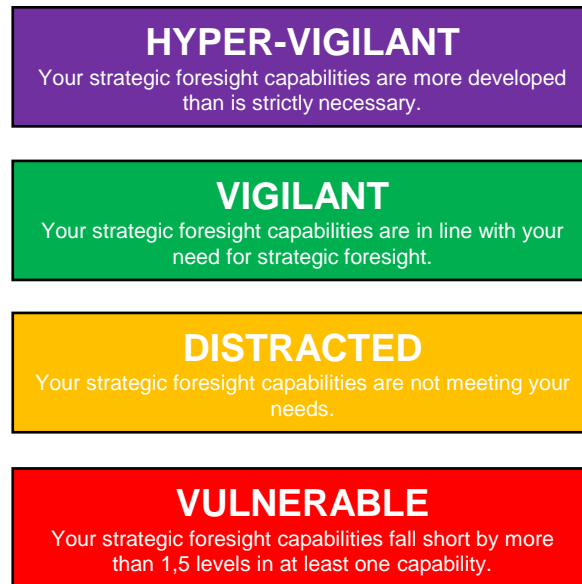 HYPER-VIGILANT
Your strategic foresight capabilities are more developed
than is strictly necessary.
VIGILANT
Your strategic foresight capabilities are in line with your
need for strategic foresight.
DISTRACTED
Your strategic foresight capabilities are not meeting your
needs.
VULNERABLE
Your strategic foresight capabilities fall short by more
than 1,5 levels in at least one capability.